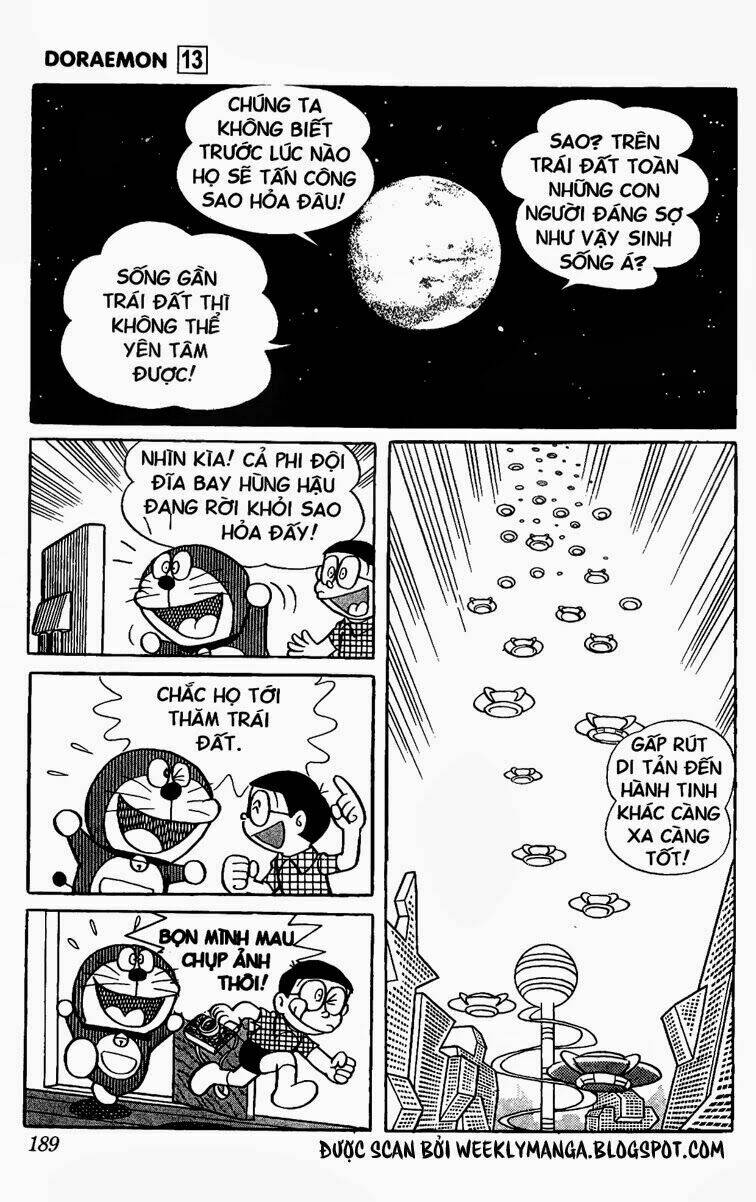 DORAEMON 13
SAO? TRÊN
TRÁI ĐẤT TOÀN
NHỮNG CON
NGƯỜI ĐÁNG SỢ
NHƯ VẬY SINH
SỐNG Á?
CHÚNG TA
KHÔNG BIẾT
TRƯỚC LÚC NÀO
HỌ SẼ TẤN CÔNG
SAO HỎA ĐÂU!
SỐNG GẦN
TRÁI ĐẤT THÌ
KHÔNG THỂ
YÊN TÂM
ĐƯỢC!
GẤP RÚT
DI TẢN ĐẾN
HÀNH TINH
KHÁC CÀNG
XA CÀNG
TỐT!
NHÌN KÌA! CẢ PHI ĐỘI
ĐĨA BAY HÙNG HẬU
ĐANG RỜI KHỎI SAO
HỎA ĐẤY!
CHẮC HỌ TỚI
THĂM TRÁI
ĐẤT.
BỌN MÌNH MAU
CHỤP ẢNH
THÔI!
189
ĐƯỢC SCAN BỞI WEEKLYMANGA.BLOGSPOT.COM